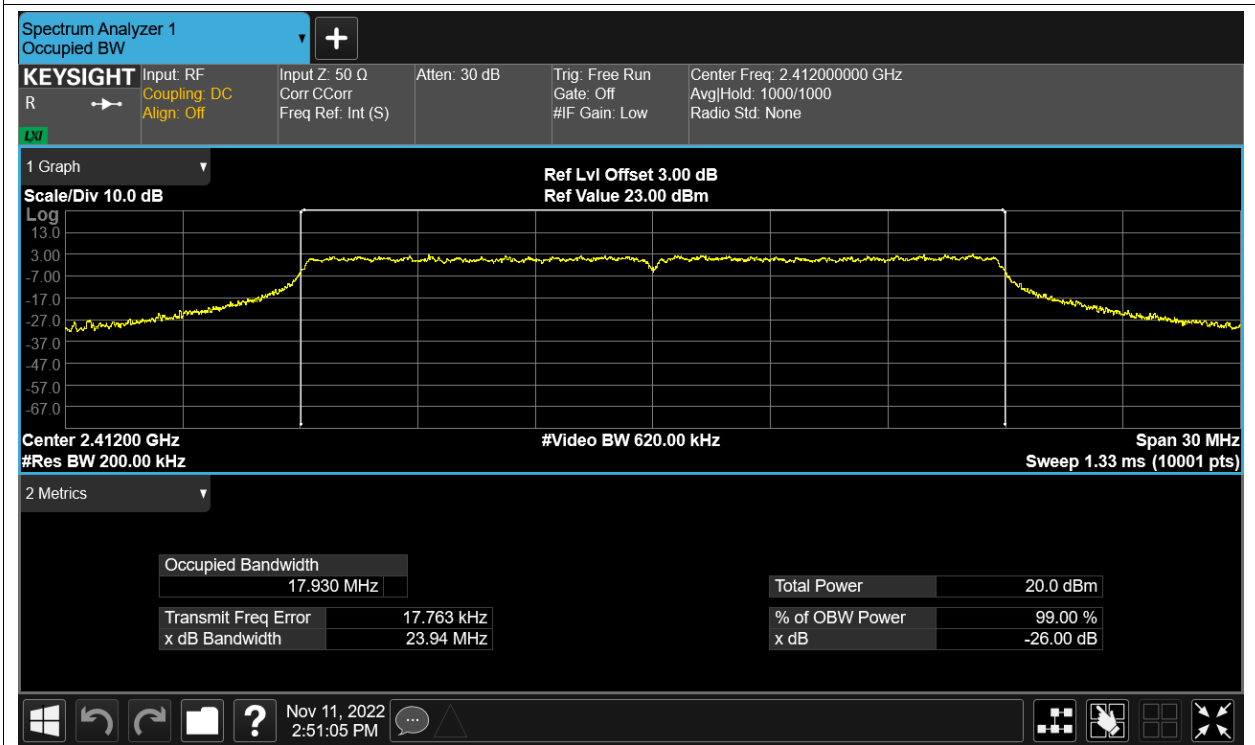 Spectrum Analyzer 1
Occupied BW
KEYSIGHT
R
LXI
Input: RF
Coupling: DC
Align: Off
Input Z: 50 Ω
Corr CCorr
Freq Ref: Int (S)
Atten: 30 dB
Trig: Free Run
Gate: Off
#IF Gain: Low
Center Freq: 2.412000000 GHz
Avg|Hold: 1000/1000
Radio Std: None
1 Graph
Scale/Div 10.0 dB
Ref Lvl Offset 3.00 dB
Ref Value 23.00 dBm
Log
13.0
3.00
-7.00
-17.0
-27.0
-37.0
-47.0
-57.0
-67.0
Center 2.41200 GHz
#Res BW 200.00 kHz
#Video BW 620.00 kHz
Span 30 MHz
Sweep 1.33 ms (10001 pts)
2 Metrics
Occupied Bandwidth
17.930 MHz
Transmit Freq Error 17.763 kHz
x dB Bandwidth 23.94 MHz
Total Power 20.0 dBm
% of OBW Power 99.00 %
x dB -26.00 dB
?
Nov 11, 2022
2:51:05 PM